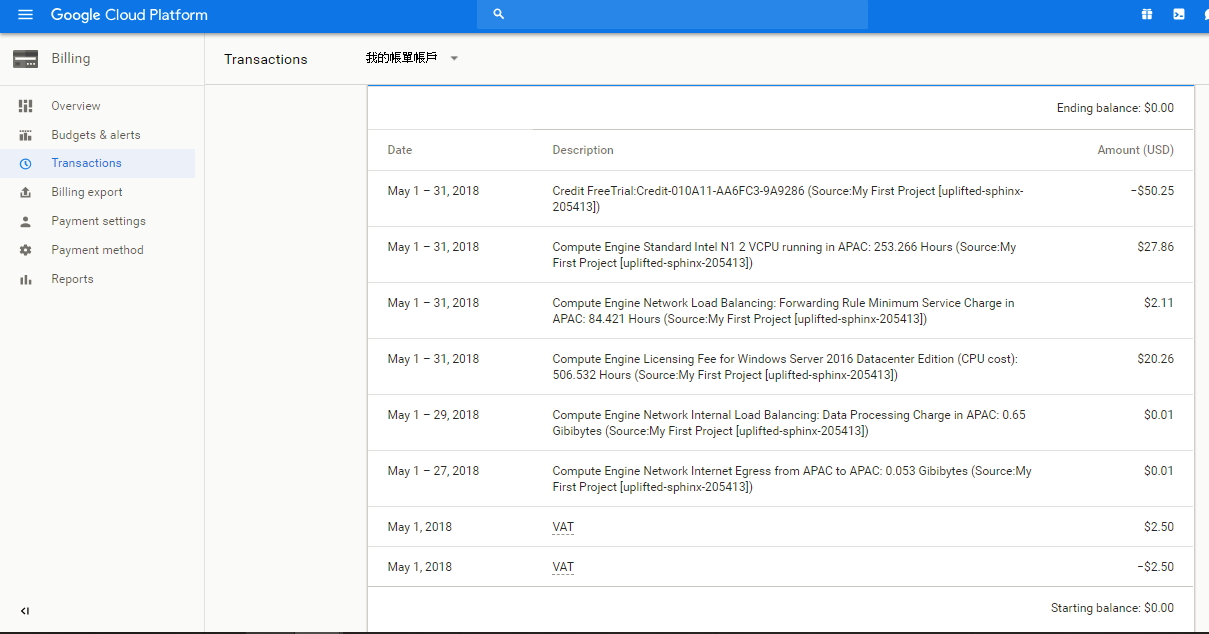 Google Cloud Platform
Billing
Transactions
我的帳單帳戶
Overview
Budgets & alerts
Transactions
Billing export
Payment settings
Payment method
Reports
Ending balance: $0.00
Date Description Amount (USD)
May 1 – 31, 2018 Credit FreeTrial:Credit-010A11-AA6FC3-9A9286 (Source:My First Project [uplifted-sphinx- −$50.25
205413])
May 1 – 31, 2018 Compute Engine Standard Intel N1 2 VCPU running in APAC: 253.266 Hours (Source:My $27.86
First Project [uplifted-sphinx-205413])
May 1 – 31, 2018 Compute Engine Network Load Balancing: Forwarding Rule Minimum Service Charge in $2.11
APAC: 84.421 Hours (Source:My First Project [uplifted-sphinx-205413])
May 1 – 31, 2018 Compute Engine Licensing Fee for Windows Server 2016 Datacenter Edition (CPU cost): $20.26
506.532 Hours (Source:My First Project [uplifted-sphinx-205413])
May 1 – 29, 2018 Compute Engine Network Internal Load Balancing: Data Processing Charge in APAC: 0.65 $0.01
Gibibytes (Source:My First Project [uplifted-sphinx-205413])
May 1 – 27, 2018 Compute Engine Network Internet Egress from APAC to APAC: 0.053 Gibibytes (Source:My $0.01
First Project [uplifted-sphinx-205413])
May 1, 2018 VAT $2.50
May 1, 2018 VAT −$2.50
Starting balance: $0.00